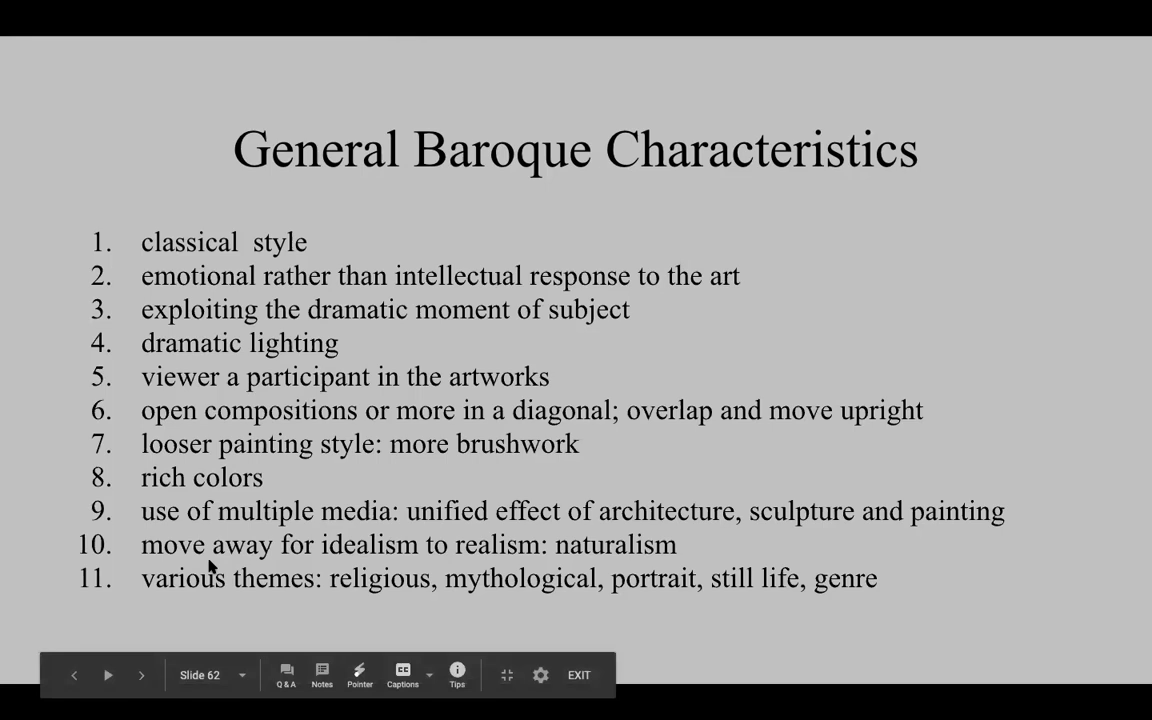 General Baroque Characteristics
1. classical style
2. emotional rather than intellectual response to the art
3. exploiting the dramatic moment of subject
4. dramatic lighting
5. viewer a participant in the artworks
6. open compositions or more in a diagonal; overlap and move upright
7. looser painting style: more brushwork
8. rich colors
9. use of multiple media: unified effect of architecture, sculpture and painting
10. move away for idealism to realism: naturalism
11. various themes: religious, mythological, portrait, still life, genre
Slide 62 Q & A Notes Pointer CC Captions Tips EXIT